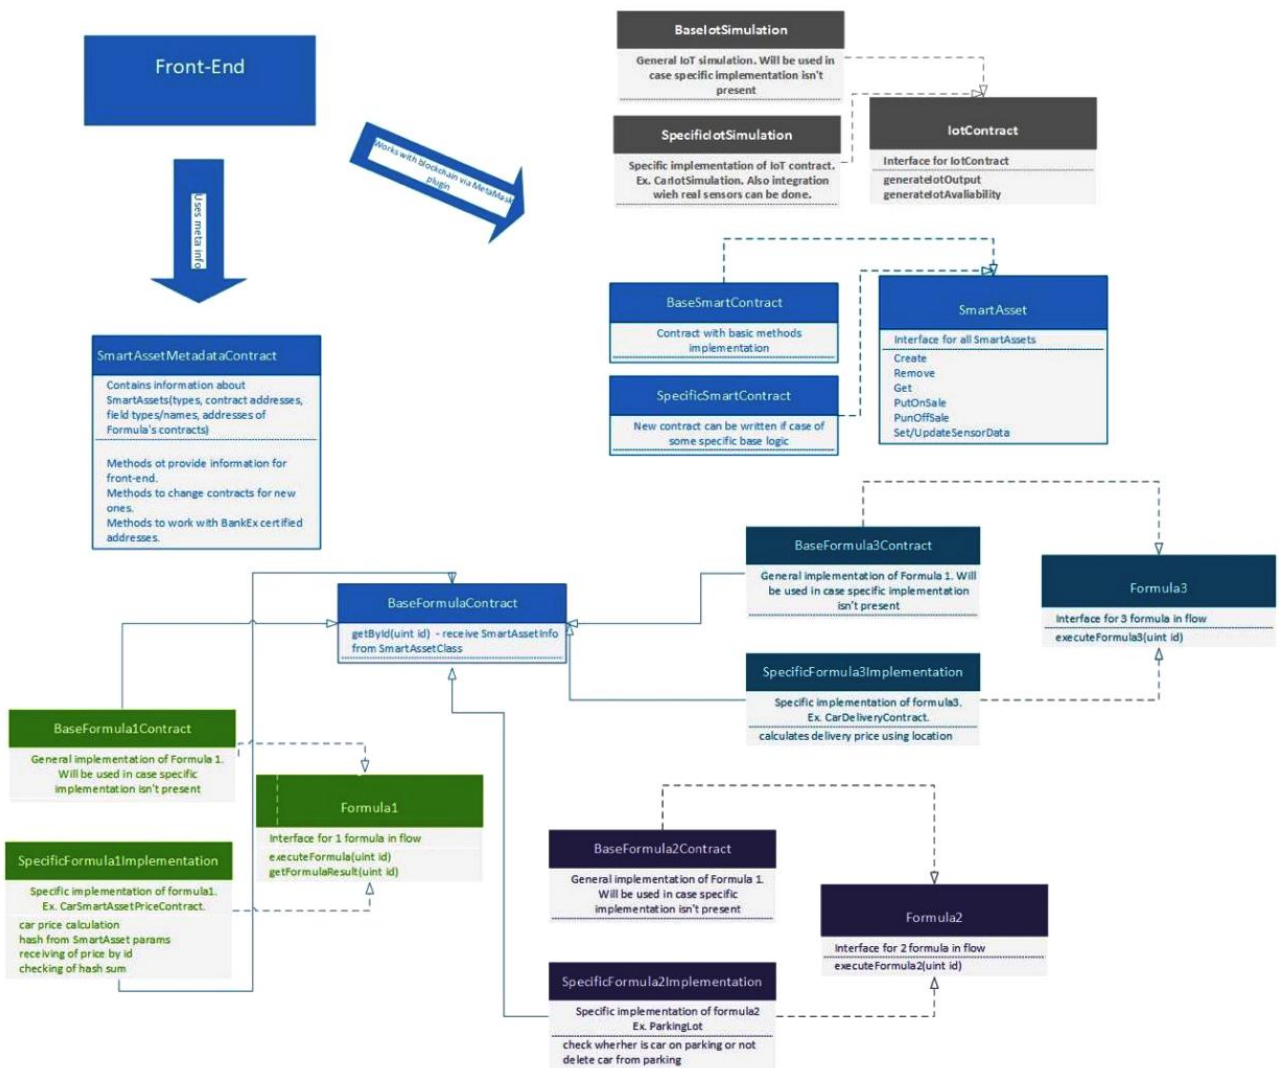 Front-End
Works with blockchain via MetaMask
plugin
Uses meta info
BaseIotSimulation
General IoT simulation. Will be used in
case specific implementation isn't
present
SpecificIotSimulation
Specific implementation of IoT contract.
Ex. CarIotSimulation. Also integration
wieh real sensors can be done.
IotContract
Interface for IotContract
generateIotOutput
generateIotAvaliability
BaseSmartContract
Contract with basic methods
implementation
SpecificSmartContract
New contract can be written if case of
some specific base logic
SmartAsset
Interface for all SmartAssets
Create
Remove
Get
PutOnSale
PunOffSale
Set/UpdateSensorData
SmartAssetMetadataContract
Contains information about
SmartAssets(types, contract addresses,
field types/names, addresses of
Formula's contracts)
Methods ot provide information for
front-end.
Methods to change contracts for new
ones.
Methods to work with BankEx certified
addresses.
BaseFormulaContract
getById(uint id) - receive SmartAssetInfo
from SmartAssetClass
BaseFormula3Contract
General implementation of Formula 1. Will
be used in case specific implementation
isn't present
SpecificFormula3Implementation
Specific implementation of formula3.
Ex. CarDeliveryContract.
calculates delivery price using location
Formula3
Interface for 3 formula in flow
executeFormula3(uint id)
BaseFormula1Contract
General implementation of Formula 1.
Will be used in case specific
implementation isn't present
SpecificFormula1Implementation
Specific implementation of formula1.
Ex. CarSmartAssetPriceContract.
car price calculation
hash from SmartAsset params
receiving of price by id
checking of hash sum
Formula1
Interface for 1 formula in flow
executeFormula(uint id)
getFormulaResult(uint id)
BaseFormula2Contract
General implementation of Formula 1.
Will be used in case specific
implementation isn't present
SpecificFormula2Implementation
Specific implementation of formula2
Ex. ParkingLot
check wherher is car on parking or not
delete car from parking
Formula2
Interface for 2 formula in flow
executeFormula2(uint id)